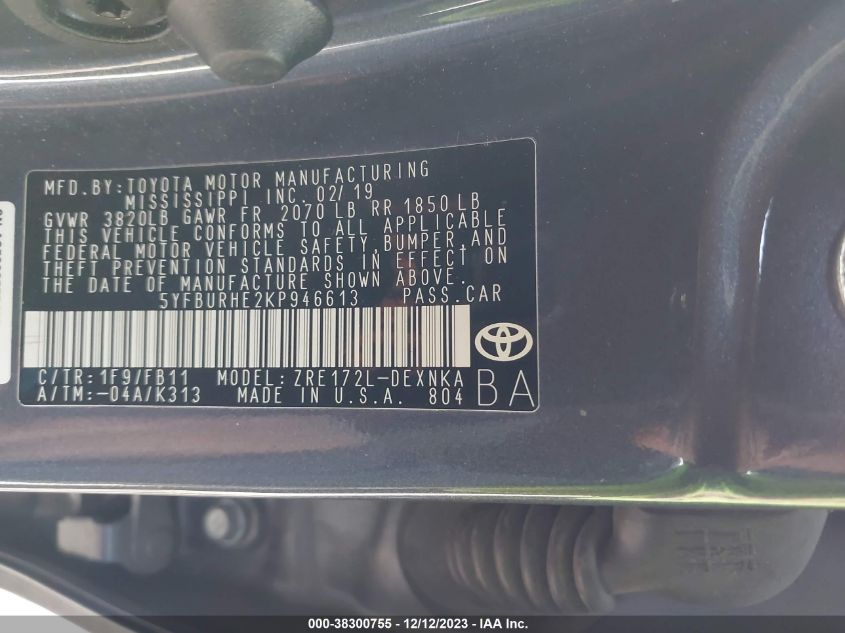 MFD. BY: TOYOTA MOTOR MANUFACTURING
MISSISSIPPI INC. 02/19
GVWR 3820LB GAWR FR 2070 LB RR 1850 LB
THIS VEHICLE CONFORMS TO ALL APPLICABLE
FEDERAL MOTOR VEHICLE SAFETY, BUMPER, AND
THEFT PREVENTION STANDARDS IN EFFECT ON
THE DATE OF MANUFACTURE SHOWN ABOVE.
5YFBURHE2KP946613 PASS. CAR
C/TR: 1F9/FB11 MODEL: ZRE172L-DEXNKA
A/TM:-04A/K313 MADE IN U.S.A. 804
BA
000-38300755 - 12/12/2023 - IAA Inc.